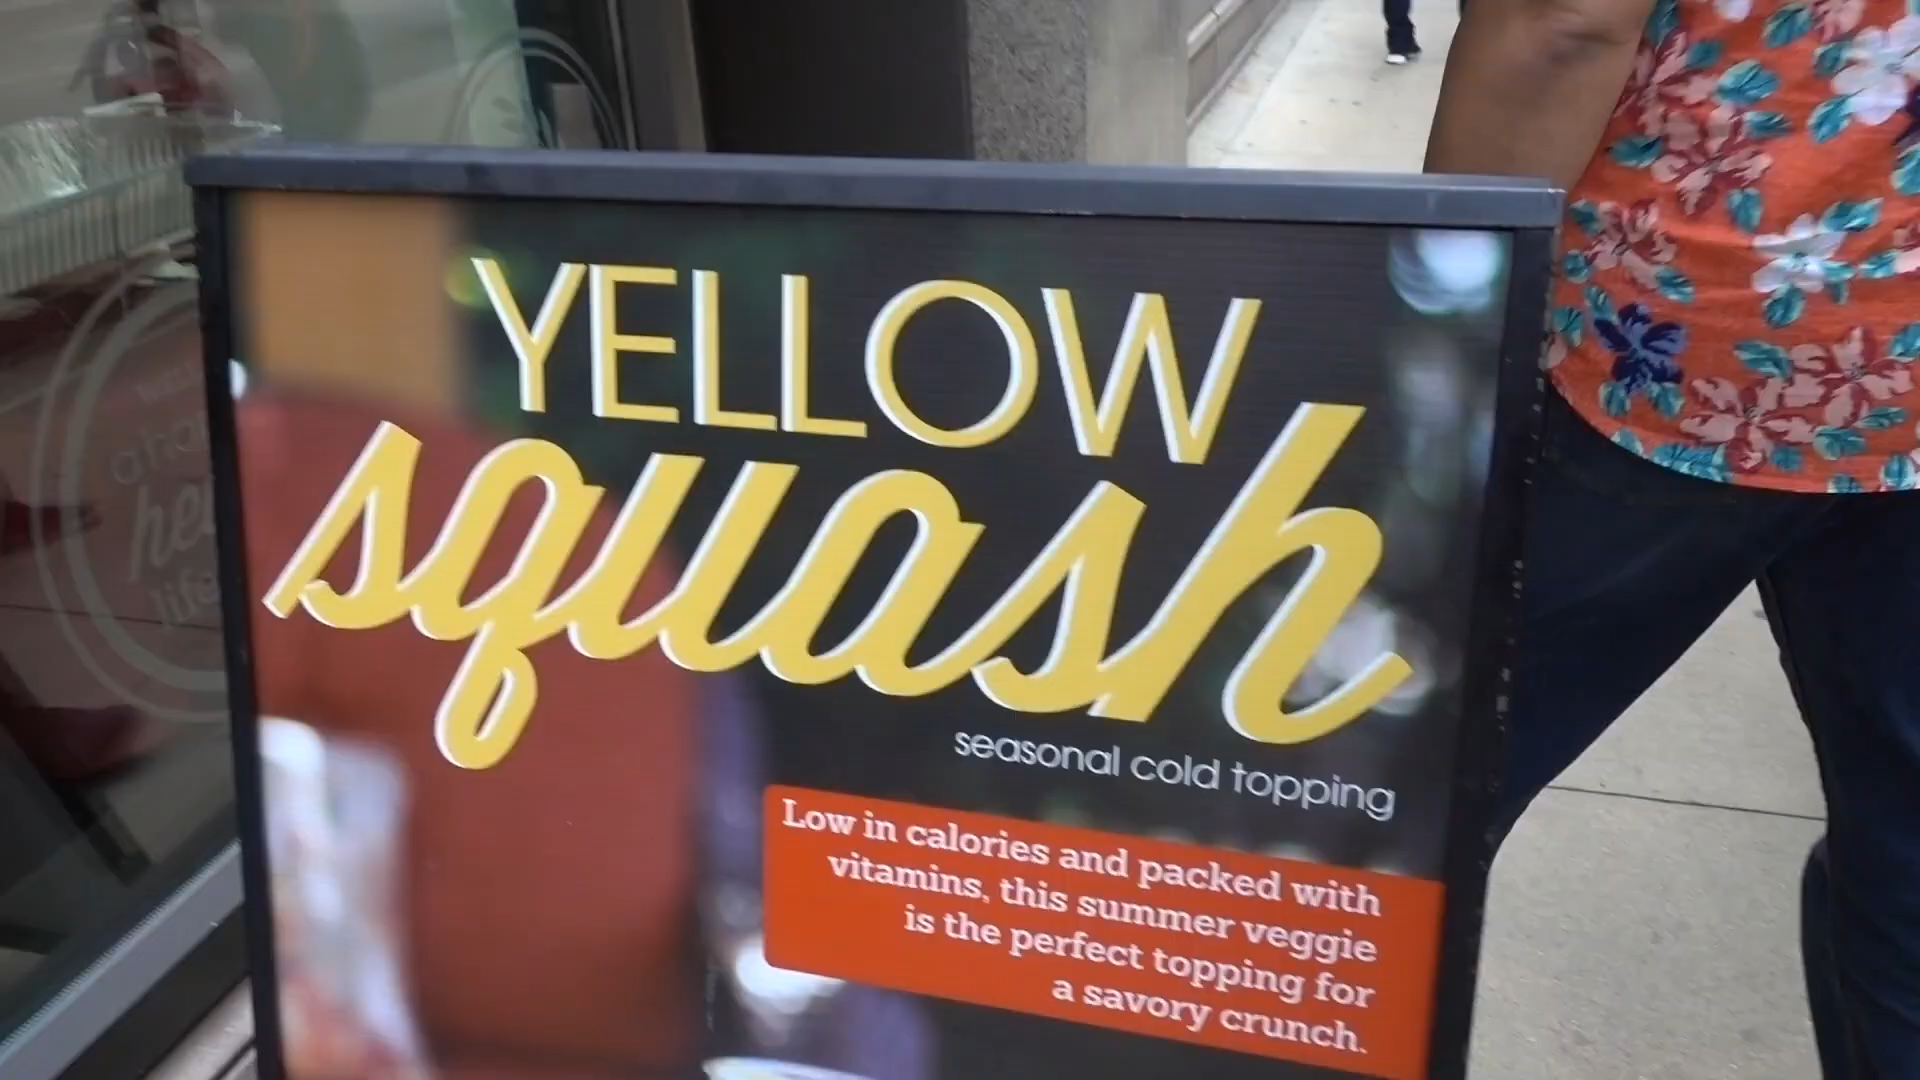 YELLOW
squash
seasonal cold topping
Low in calories and packed with
vitamins, this summer veggie
is the perfect topping for
a savory crunch.
life